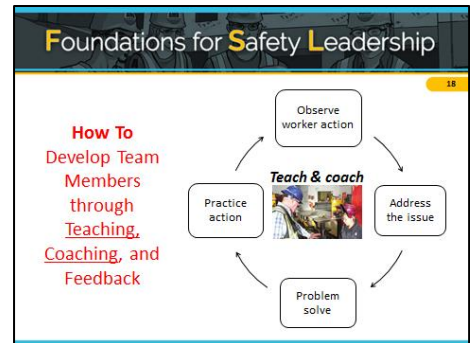 Foundations for Safety Leadership
18
How To
Develop Team
Members
through
Teaching,
Coaching, and
Feedback
Observe
worker action
Teach & coach
Practice
action
Address
the issue
Problem
solve